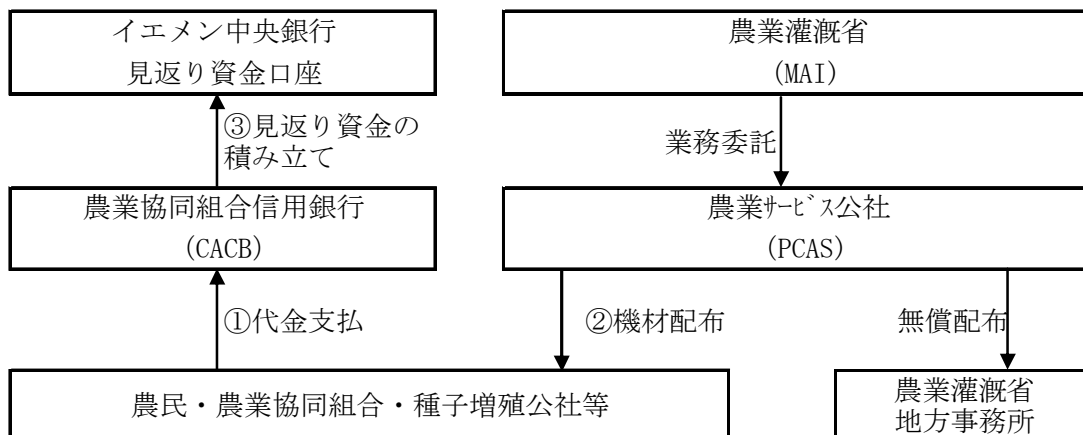 イエメン中央銀行
見返り資金口座
農業灌漑省
(MAI)
③見返り資金の
積み立て
業務委託
農業協同組合信用銀行
(CACB)
農業ｻｰﾋﾞｽ公社
(PCAS)
①代金支払
②機材配布
無償配布
農民・農業協同組合・種子増殖公社等
農業灌漑省
地方事務所